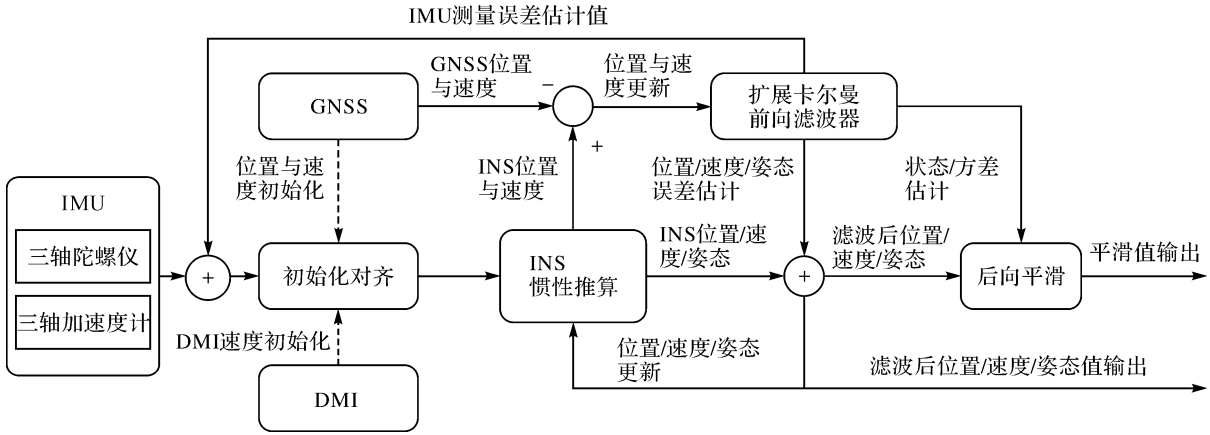 IMU测量误差估计值
GNSS位置
与速度
位置与速
度更新
GNSS
−
扩展卡尔曼
前向滤波器
+
位置与速
度初始化
INS位置
与速度
位置/速度/姿态
误差估计
状态/方差
估计
IMU
三轴陀螺仪
三轴加速度计
+
初始化对齐
INS
惯性推算
INS位置/速
度/姿态
+
滤波后位置/
速度/姿态
后向平滑
平滑值输出
DMI速度初始化
位置/速度/姿态
更新
滤波后位置/速度/姿态值输出
DMI